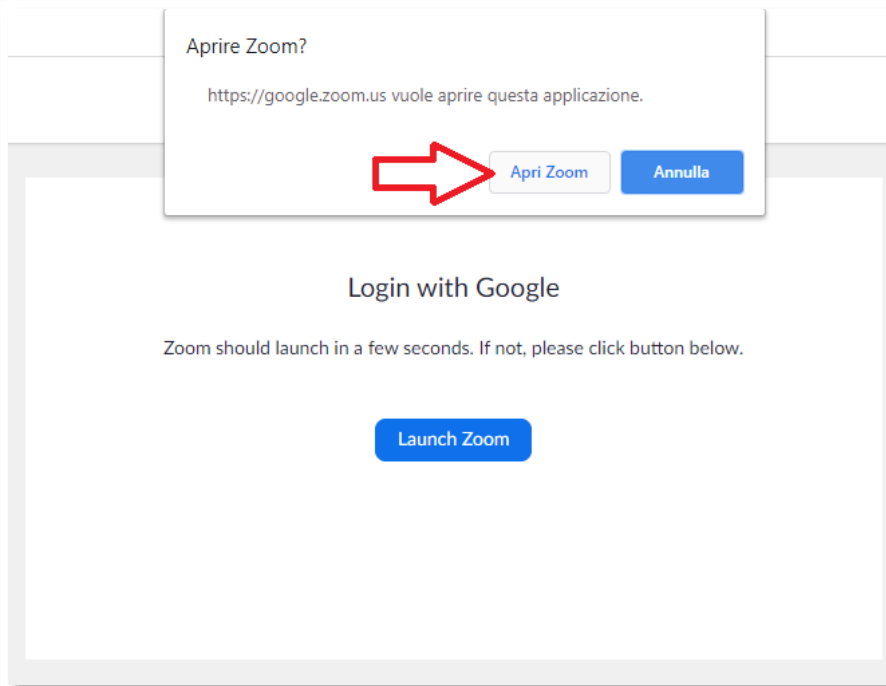 Aprire Zoom?
https://google.zoom.us vuole aprire questa applicazione.
Apri Zoom
Annulla
Login with Google
Zoom should launch in a few seconds. If not, please click button below.
Launch Zoom